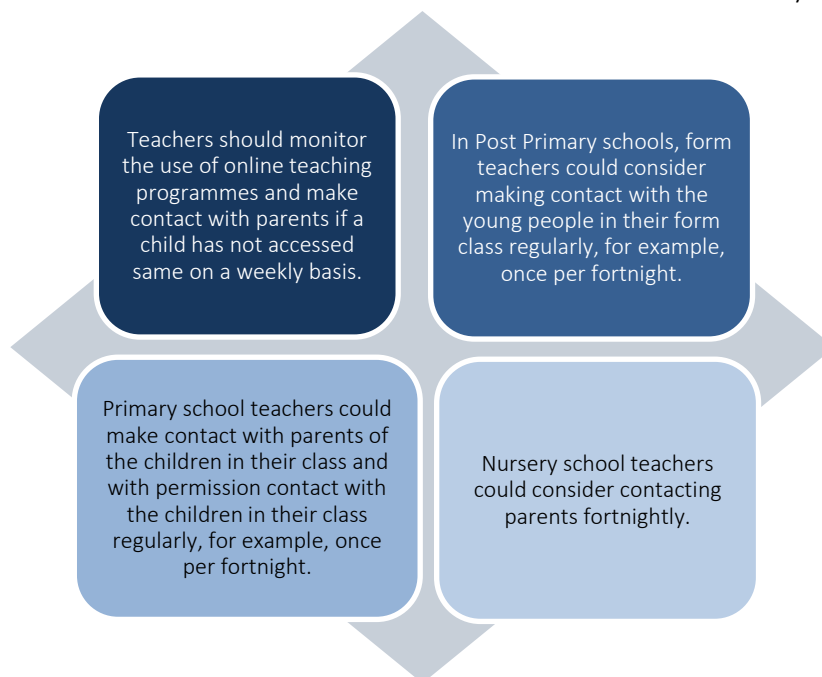 Teachers should monitor
the use of online teaching
programmes and make
contact with parents if a
child has not accessed
same on a weekly basis.
In Post Primary schools, form
teachers could consider
making contact with the
young people in their form
class regularly, for example,
once per fortnight.
Primary school teachers could
make contact with parents of
the children in their class and
with permission contact with
the children in their class
regularly, for example, once
per fortnight.
Nursery school teachers
could consider contacting
parents fortnightly.